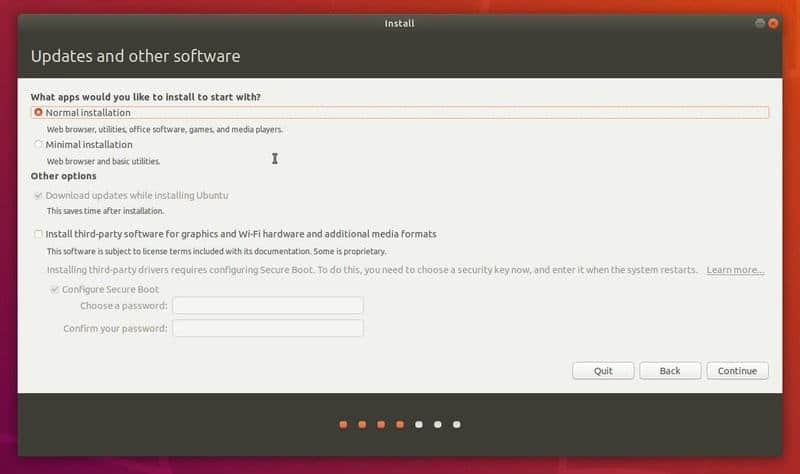 Install
Updates and other software
What apps would you like to install to start with?
Normal installation
Web browser, utilities, office software, games, and media players.
Minimal installation
Web browser and basic utilities.
Other options
Download updates while installing Ubuntu
This saves time after installation.
Install third-party software for graphics and Wi-Fi hardware and additional media formats
This software is subject to license terms included with its documentation. Some is proprietary.
Installing third-party drivers requires configuring Secure Boot. To do this, you need to choose a security key now, and enter it when the system restarts. Learn more...
Configure Secure Boot
Choose a password:
Confirm your password:
Quit Back Continue